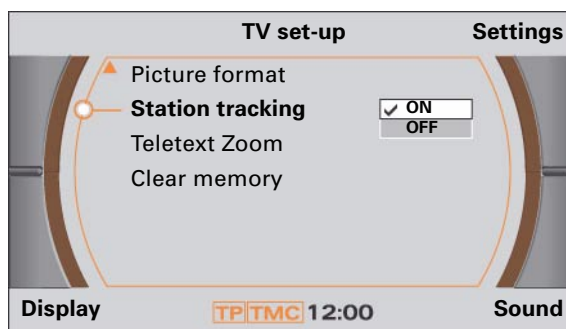 TV set-up Settings
Picture format
Station tracking ON
OFF
Teletext Zoom
Clear memory
Display TP TMC 12:00 Sound